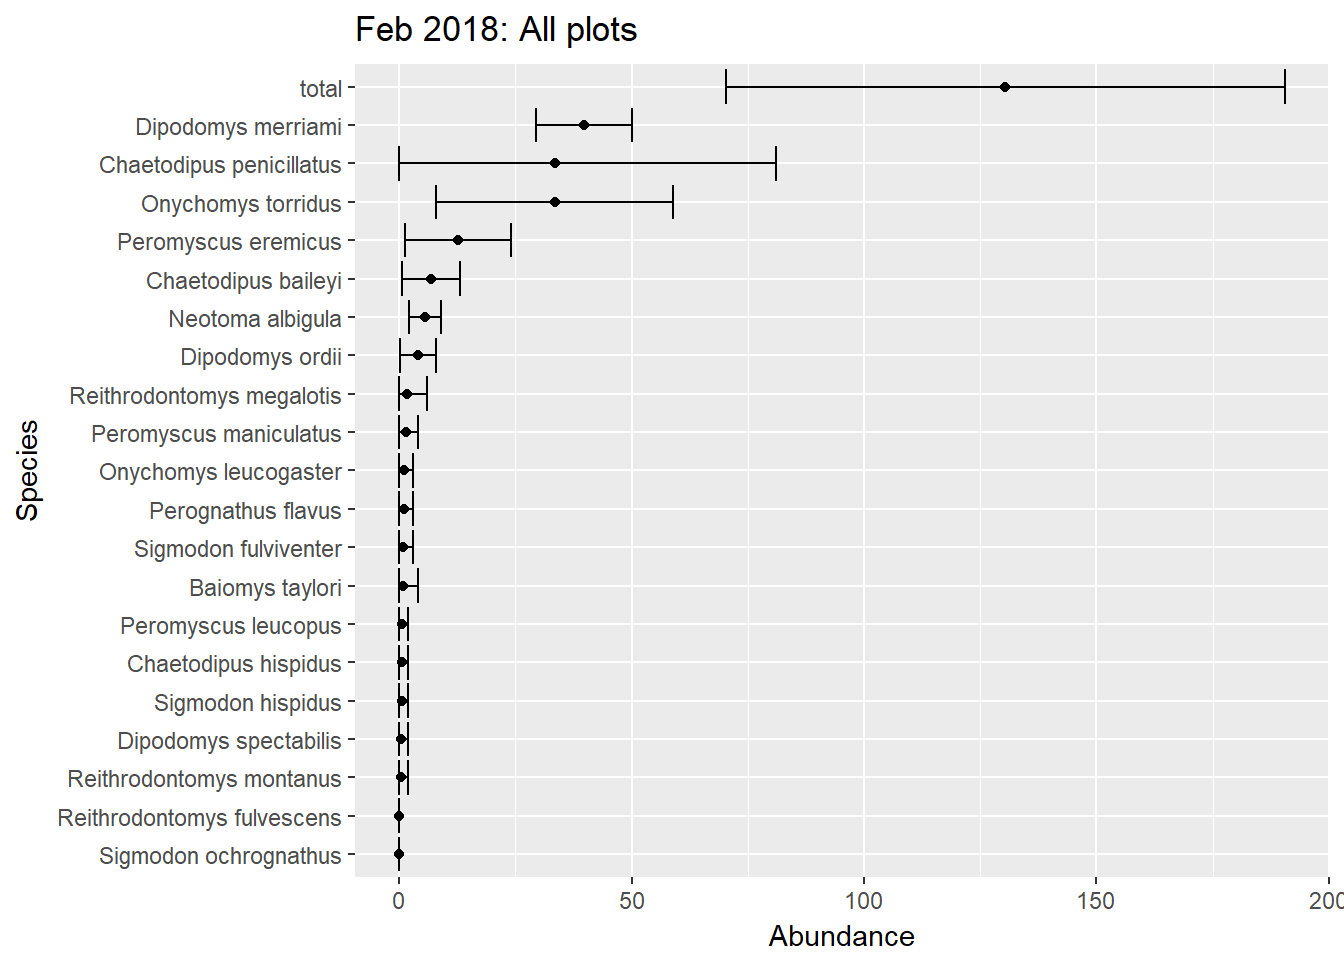 Feb 2018: All plots
total
Dipodomys merriami
Chaetodipus penicillatus
Onychomys torridus
Peromyscus eremicus
Chaetodipus baileyi
Neotoma albigula
Dipodomys ordii
Reithrodontomys megalotis
Peromyscus maniculatus
Onychomys leucogaster
Perognathus flavus
Sigmodon fulviventer
Baiomys taylori
Peromyscus leucopus
Chaetodipus hispidus
Sigmodon hispidus
Dipodomys spectabilis
Reithrodontomys montanus
Reithrodontomys fulvescens
Sigmodon ochrognathus
Species
0 50 100 150 200
Abundance